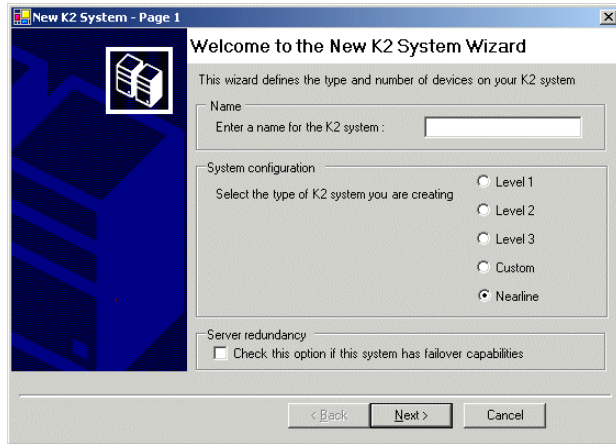 New K2 System - Page 1
Welcome to the New K2 System Wizard
This wizard defines the type and number of devices on your K2 system
Name
Enter a name for the K2 system :
System configuration
Select the type of K2 system you are creating
Level 1
Level 2
Level 3
Custom
Nearline
Server redundancy
Check this option if this system has failover capabilities
< Back
Next >
Cancel